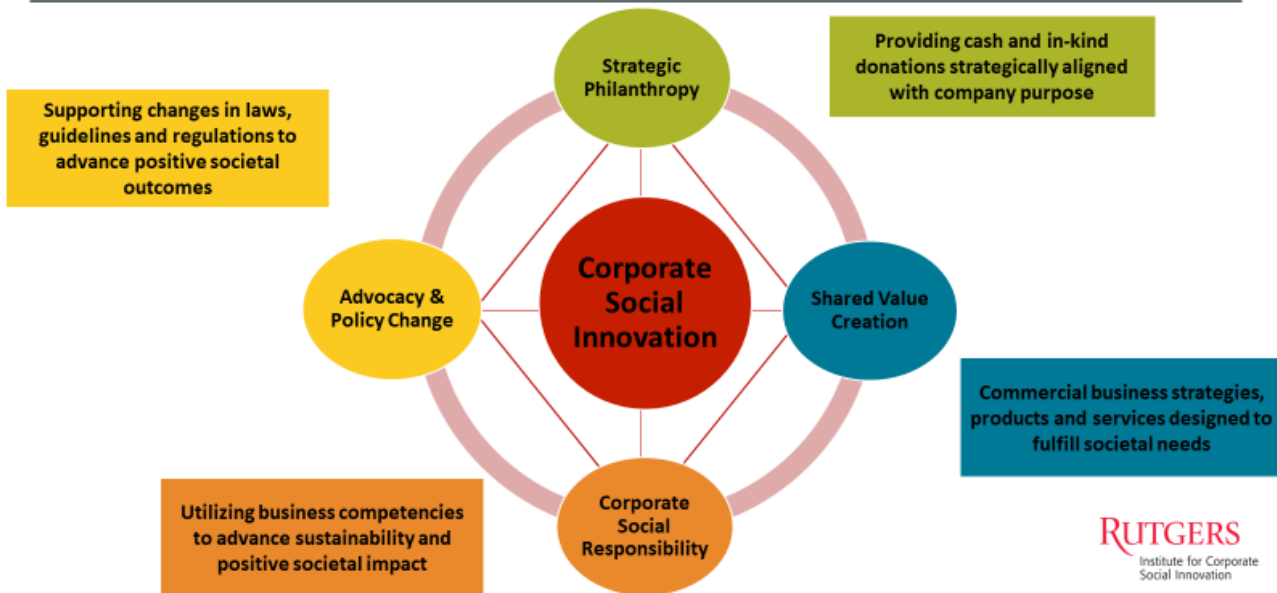 Strategic
Philanthropy
Providing cash and in-kind
donations strategically aligned
with company purpose
Supporting changes in laws,
guidelines and regulations to
advance positive societal
outcomes
Corporate
Social
Innovation
Advocacy &
Policy Change
Shared Value
Creation
Commercial business strategies,
products and services designed to
fulfill societal needs
Utilizing business competencies
to advance sustainability and
positive societal impact
Corporate
Social
Responsibility
RUTGERS
Institute for Corporate
Social Innovation